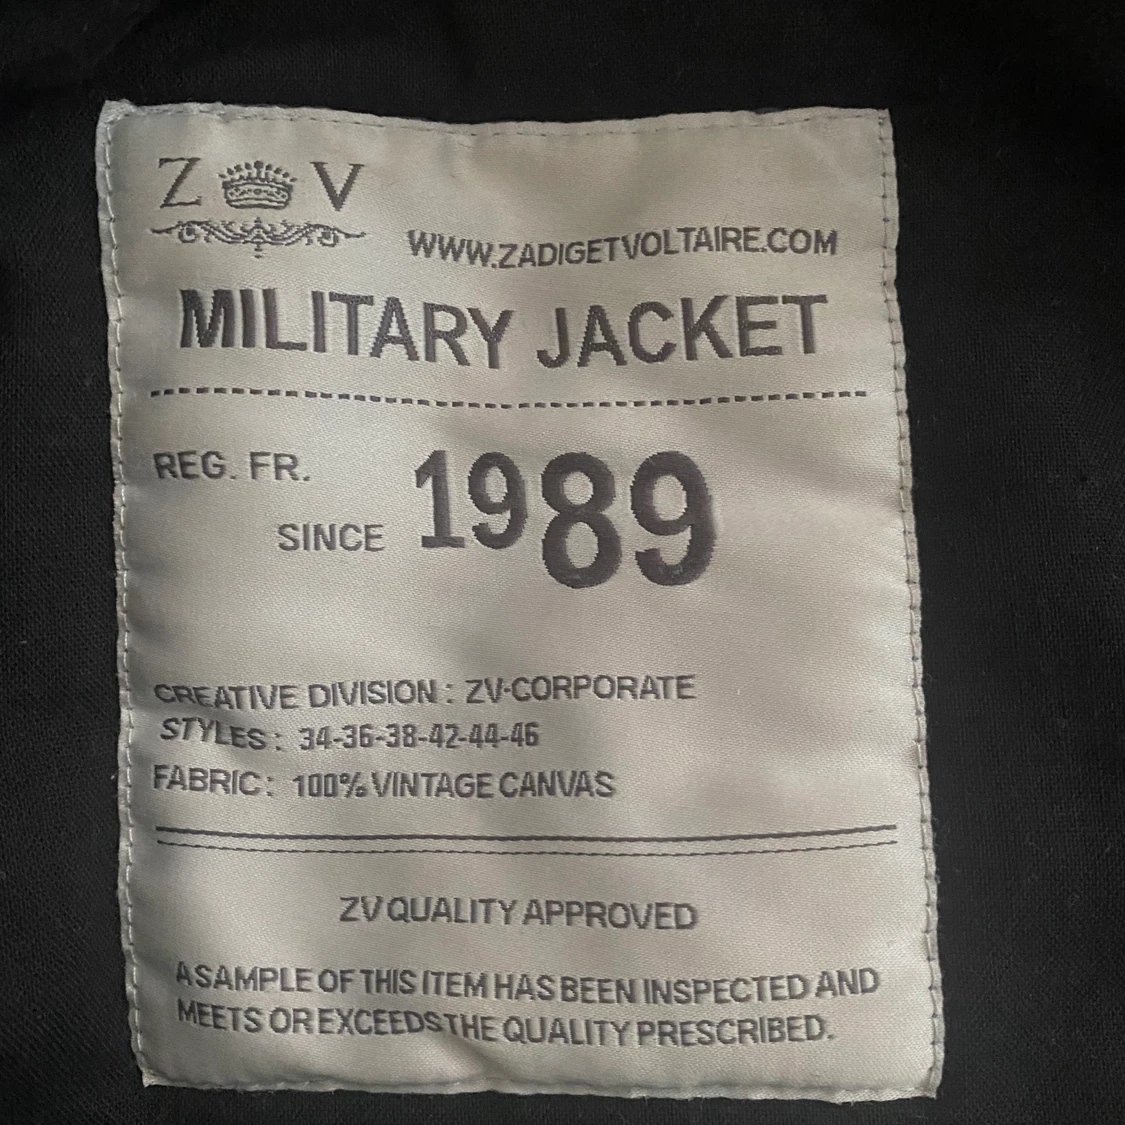 Z V
WWW.ZADIGETVOLTAIRE.COM
MILITARY JACKET
REG. FR.
SINCE 1989
CREATIVE DIVISION : ZV-CORPORATE
STYLES : 34-36-38-42-44-46
FABRIC : 100% VINTAGE CANVAS
ZV QUALITY APPROVED
A SAMPLE OF THIS ITEM HAS BEEN INSPECTED AND
MEETS OR EXCEEDS THE QUALITY PRESCRIBED.